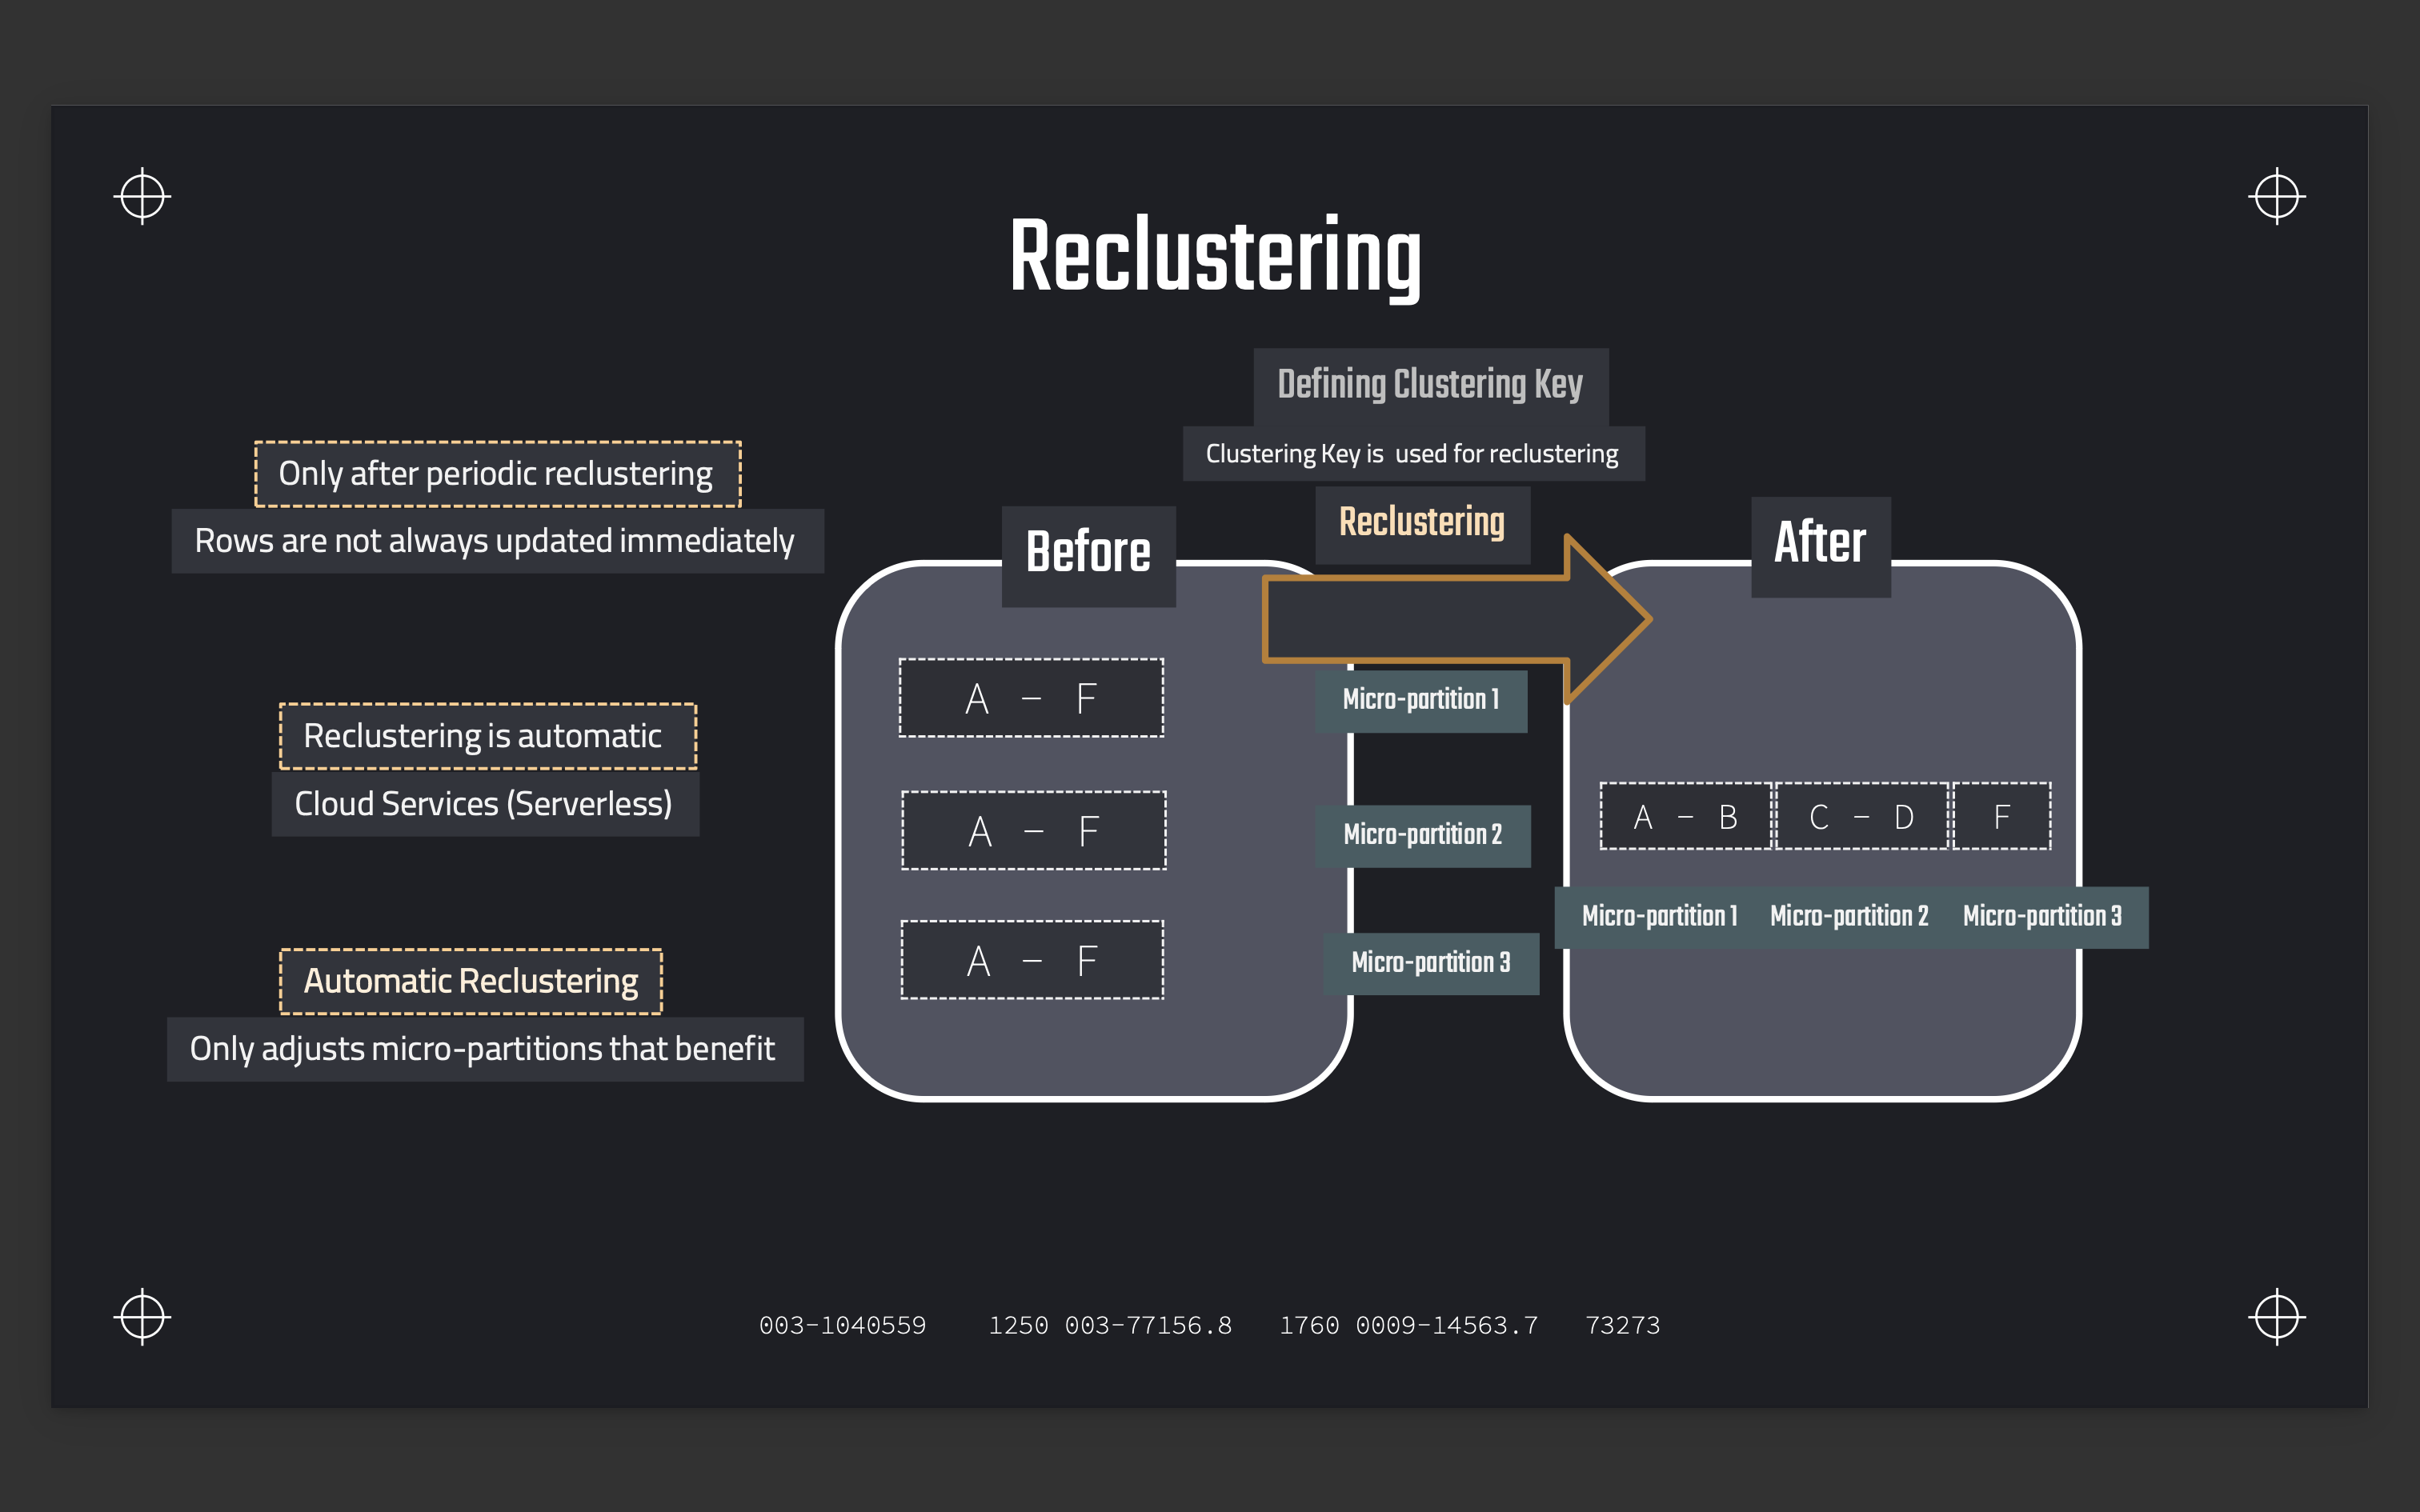 Reclustering
Defining Clustering Key
Clustering Key is used for reclustering
Reclustering
Only after periodic reclustering
Rows are not always updated immediately
Reclustering is automatic
Cloud Services (Serverless)
Automatic Reclustering
Only adjusts micro-partitions that benefit
Before
A - F
Micro-partition 1
A - F
Micro-partition 2
A - F
Micro-partition 3
After
A - B C - D F
Micro-partition 1 Micro-partition 2 Micro-partition 3
003-1040559 1250 003-77156.8 1760 0009-14563.7 73273